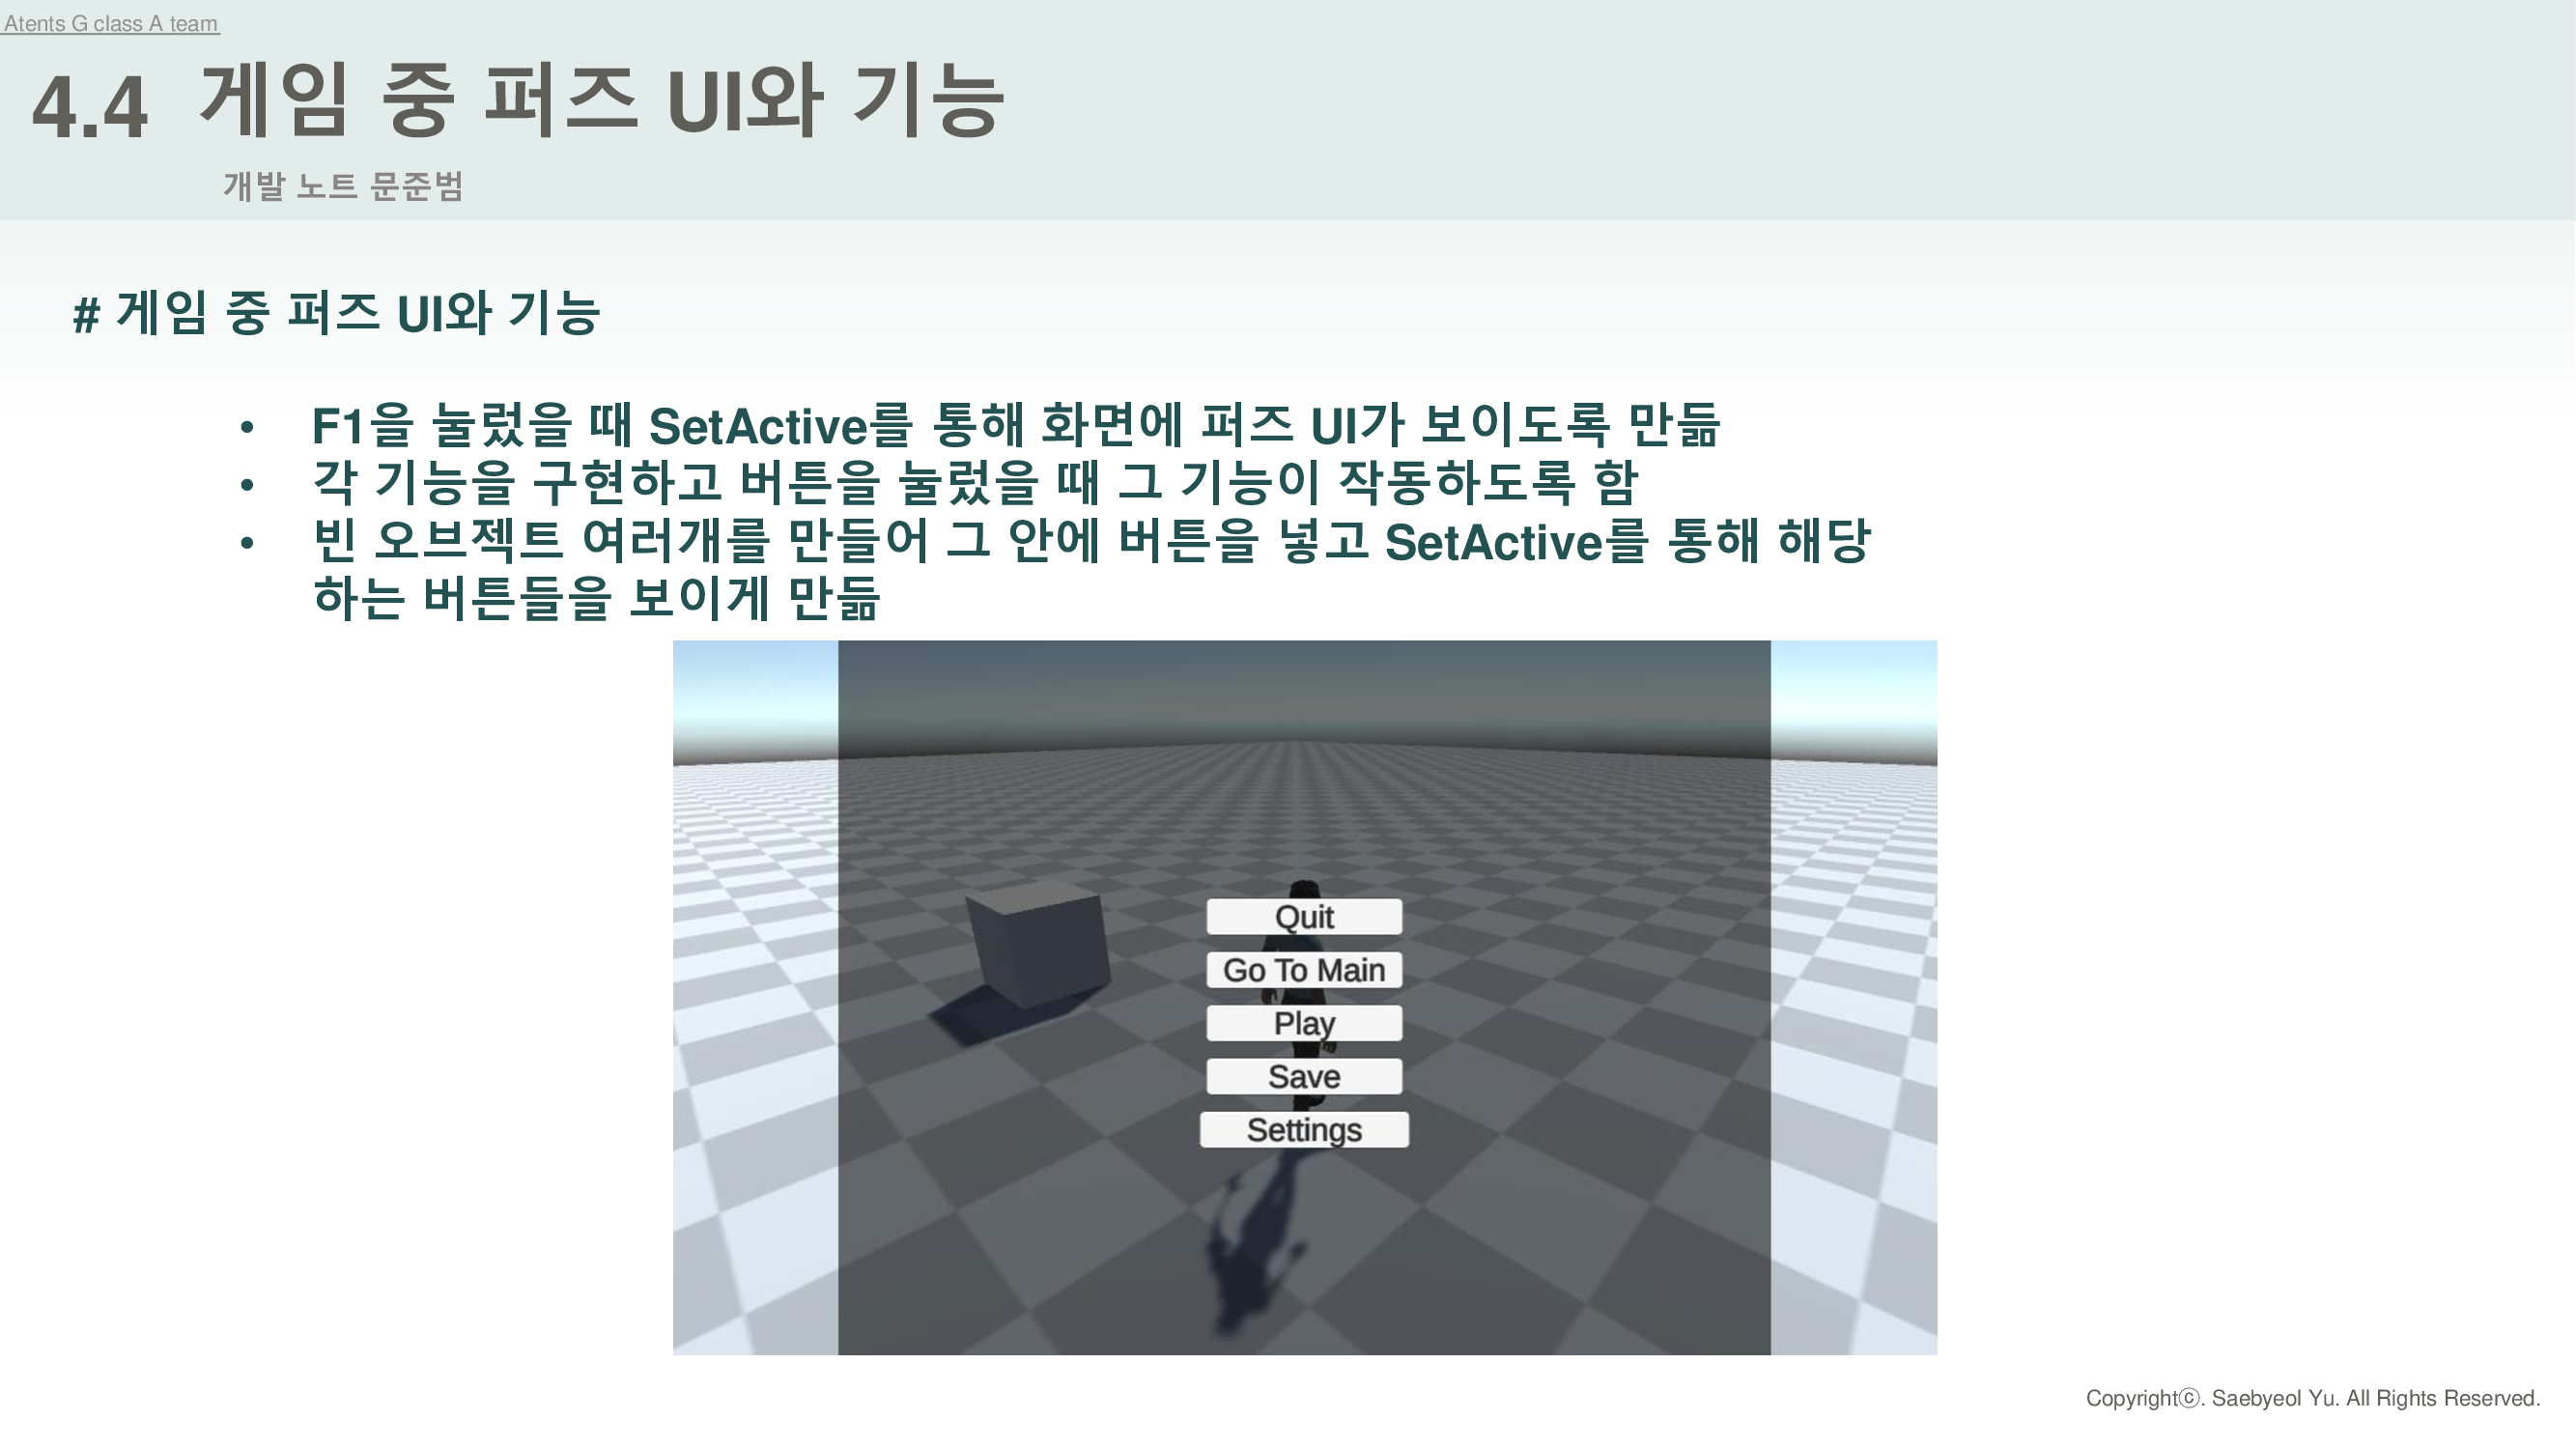 Atents G class A team
4.4 게임 중 퍼즈 UI와 기능
개발 노트 문준범
# 게임 중 퍼즈 UI와 기능
• F1을 눌렀을 때 SetActive를 통해 화면에 퍼즈 UI가 보이도록 만듦
• 각 기능을 구현하고 버튼을 눌렀을 때 그 기능이 작동하도록 함
• 빈 오브젝트 여러개를 만들어 그 안에 버튼을 넣고 SetActive를 통해 해당
하는 버튼들을 보이게 만듦
Quit
Go To Main
Play
Save
Settings
Copyrightⓒ. Saebyeol Yu. All Rights Reserved.